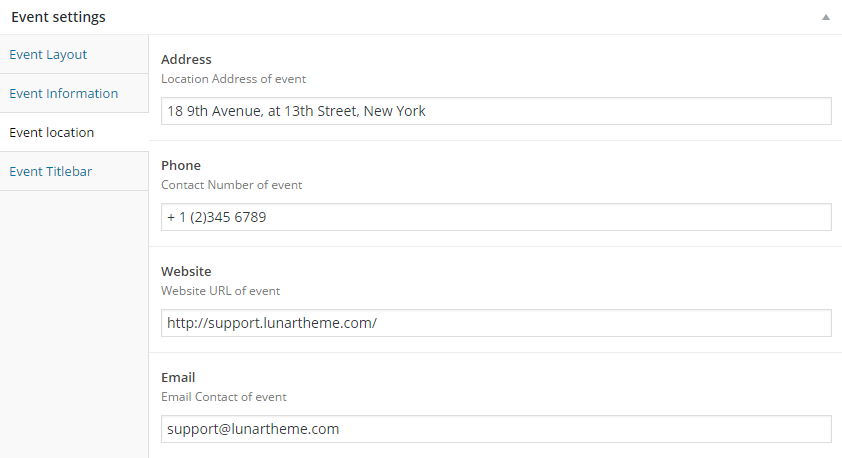 Event settings
Event Layout
Event Information
Event location
Event Titlebar
Address
Location Address of event
18 9th Avenue, at 13th Street, New York
Phone
Contact Number of event
+ 1 (2)345 6789
Website
Website URL of event
http://support.lunartheme.com/
Email
Email Contact of event
support@lunartheme.com